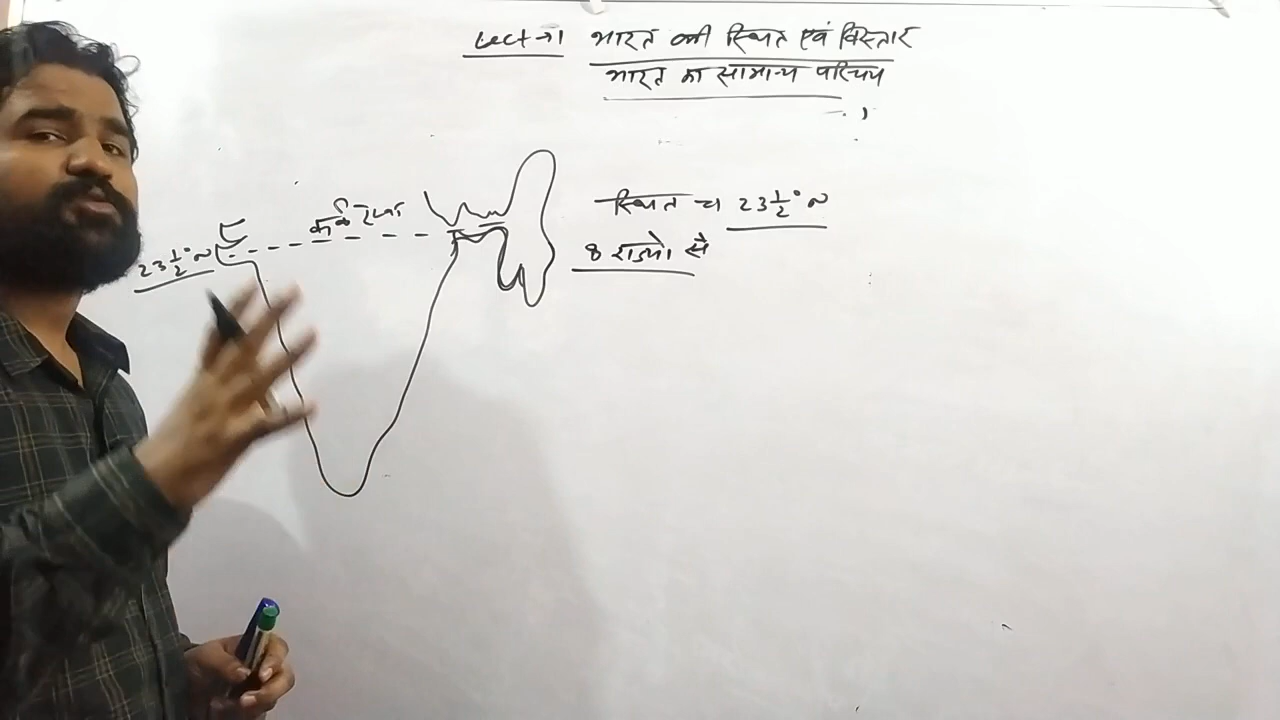 Lect → 1 भारत की स्थित एवं विस्तार
भारत का सामान्य परिचय
कर्क रेखा
23½° N
स्थित → 23½° N
8 राज्यो से